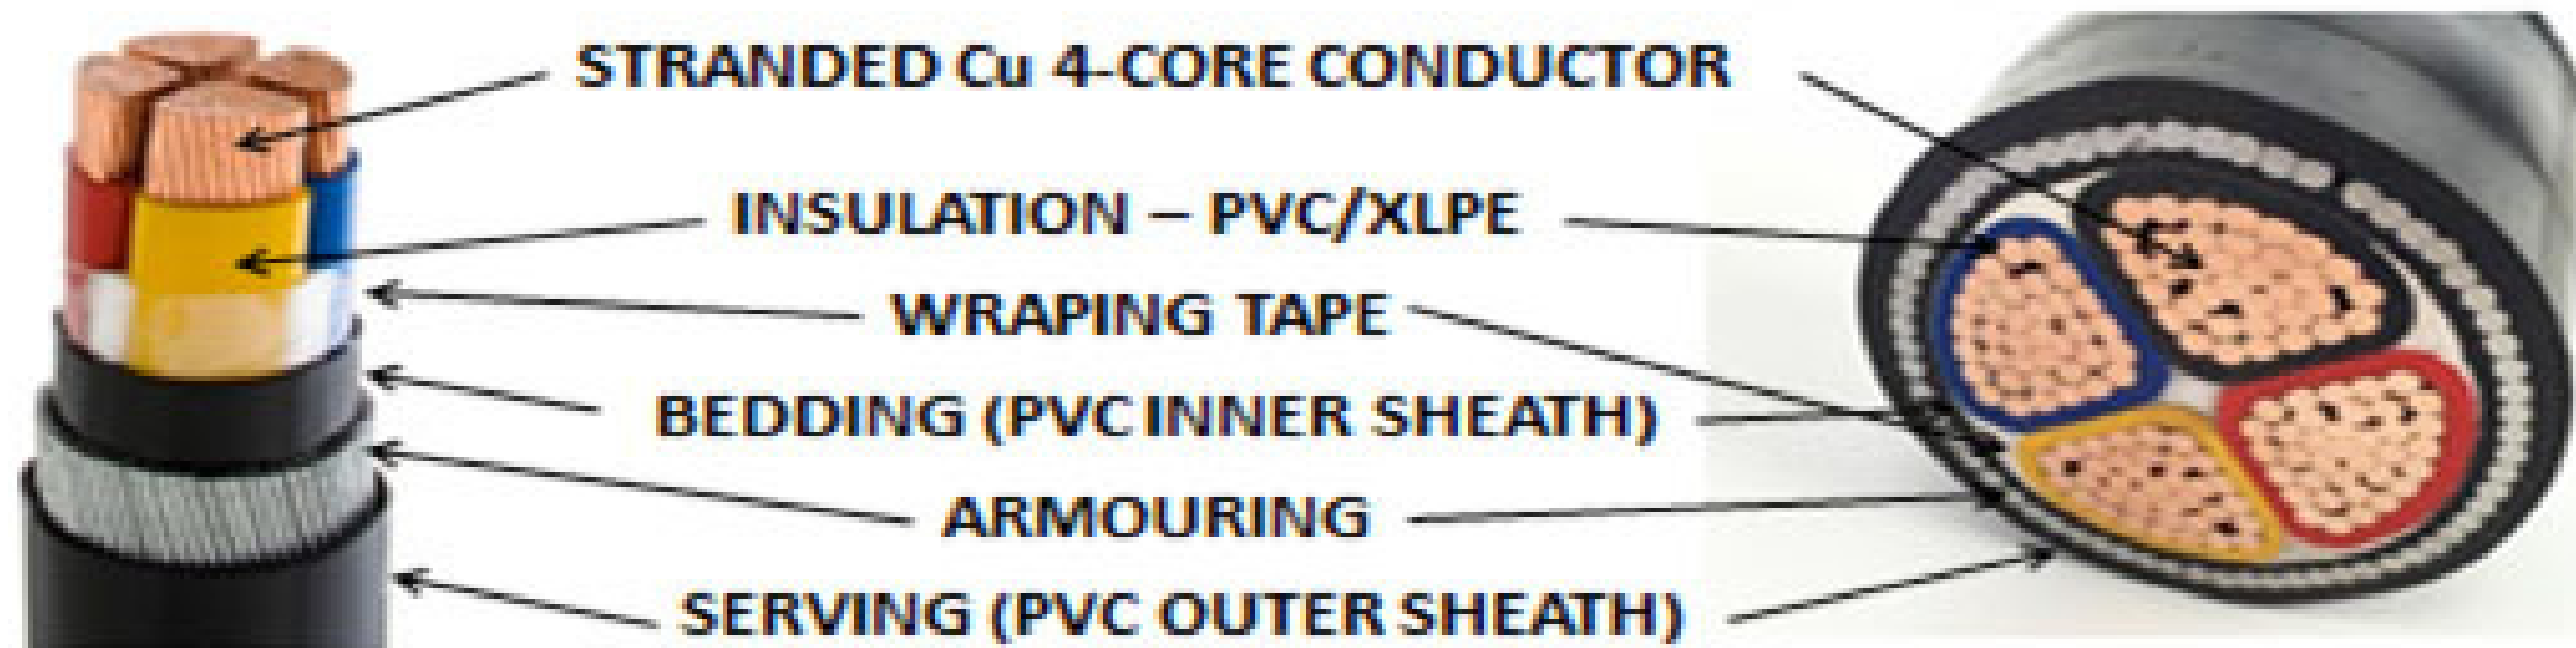 STRANDED Cu 4-CORE CONDUCTOR
INSULATION – PVC/XLPE
WRAPING TAPE
BEDDING (PVC INNER SHEATH)
ARMOURING
SERVING (PVC OUTER SHEATH)